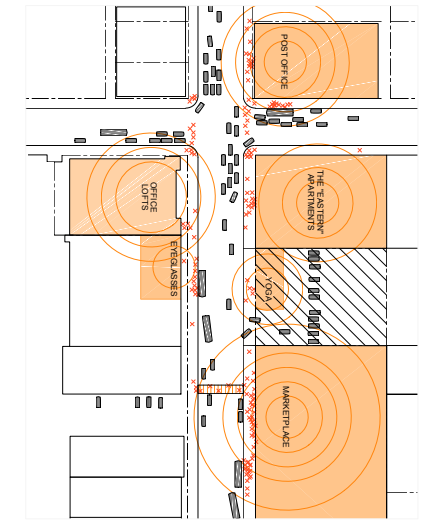 POST OFFICE
OFFICE
LOFTS
THE "EASTERN"
APARTMENTS
EYEGLASSES
YOGA
MARKETPLACE